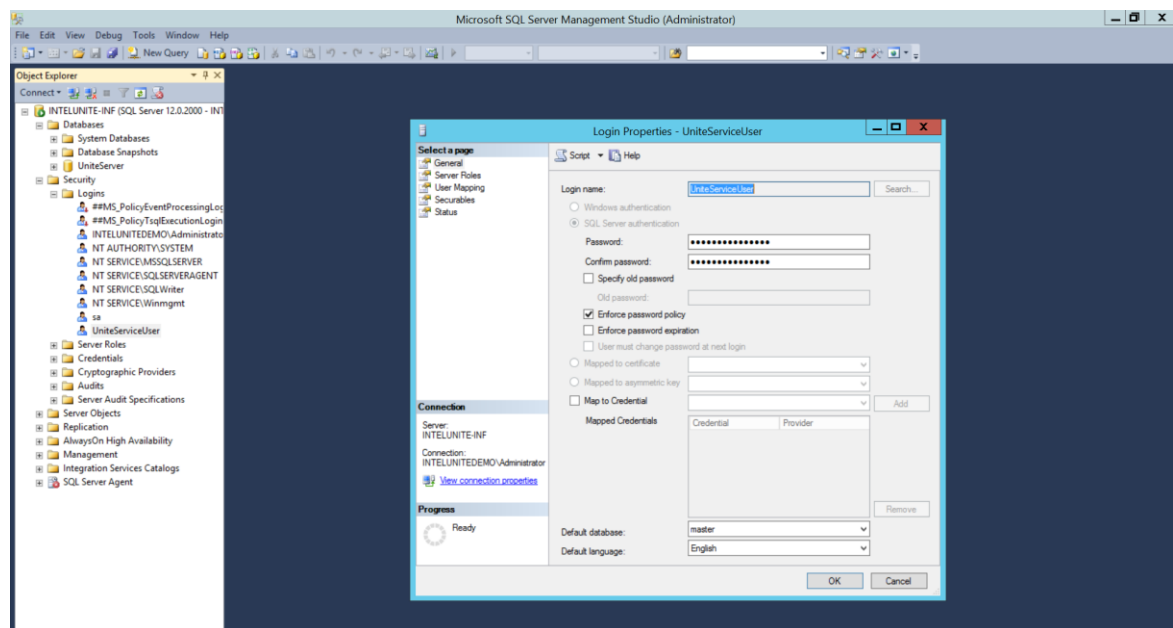 Microsoft SQL Server Management Studio (Administrator)
File Edit View Debug Tools Window Help
New Query
Object Explorer
Connect
INTELUNITE-INF (SQL Server 12.0.2000 - INT
Databases
System Databases
Database Snapshots
UniteServer
Security
Logins
##MS_PolicyEventProcessingLog
##MS_PolicyTsqlExecutionLogin
INTELUNITEDEMO\Administrato
NT AUTHORITY\SYSTEM
NT SERVICE\MSSQLSERVER
NT SERVICE\SQLSERVERAGENT
NT SERVICE\SQLWriter
NT SERVICE\Winmgmt
sa
UniteServiceUser
Server Roles
Credentials
Cryptographic Providers
Audits
Server Audit Specifications
Server Objects
Replication
AlwaysOn High Availability
Management
Integration Services Catalogs
SQL Server Agent
Login Properties - UniteServiceUser
Select a page
General
Server Roles
User Mapping
Securables
Status
Connection
Server:
INTELUNITE-INF
Connection:
INTELUNITEDEMO\Administrator
View connection properties
Progress
Ready
Script Help
Login name: UniteServiceUser Search...
Windows authentication
SQL Server authentication
Password: •••••••••••••••
Confirm password: •••••••••••••••
Specify old password
Old password:
Enforce password policy
Enforce password expiration
User must change password at next login
Mapped to certificate
Mapped to asymmetric key
Map to Credential Add
Mapped Credentials Credential Provider
Remove
Default database: master
Default language: English
OK Cancel